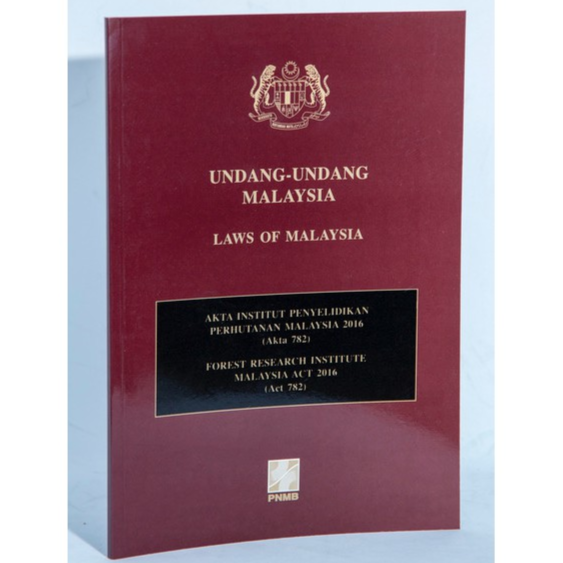 UNDANG-UNDANG
MALAYSIA
LAWS OF MALAYSIA
AKTA INSTITUT PENYELIDIKAN
PERHUTANAN MALAYSIA 2016
(Akta 782)
FOREST RESEARCH INSTITUTE
MALAYSIA ACT 2016
(Act 782)
PNMB